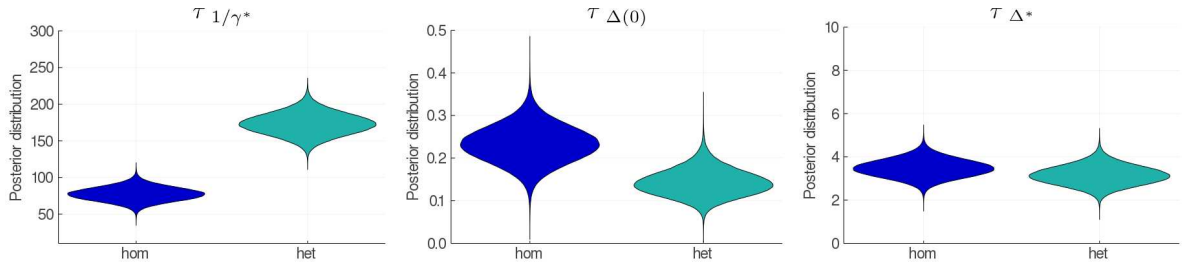 τ 1/γ*
Posterior distribution
300
250
200
150
100
50
hom
het
τ Δ(0)
Posterior distribution
0.5
0.4
0.3
0.2
0.1
0.0
hom
het
τ Δ*
Posterior distribution
10
8
6
4
2
0
hom
het